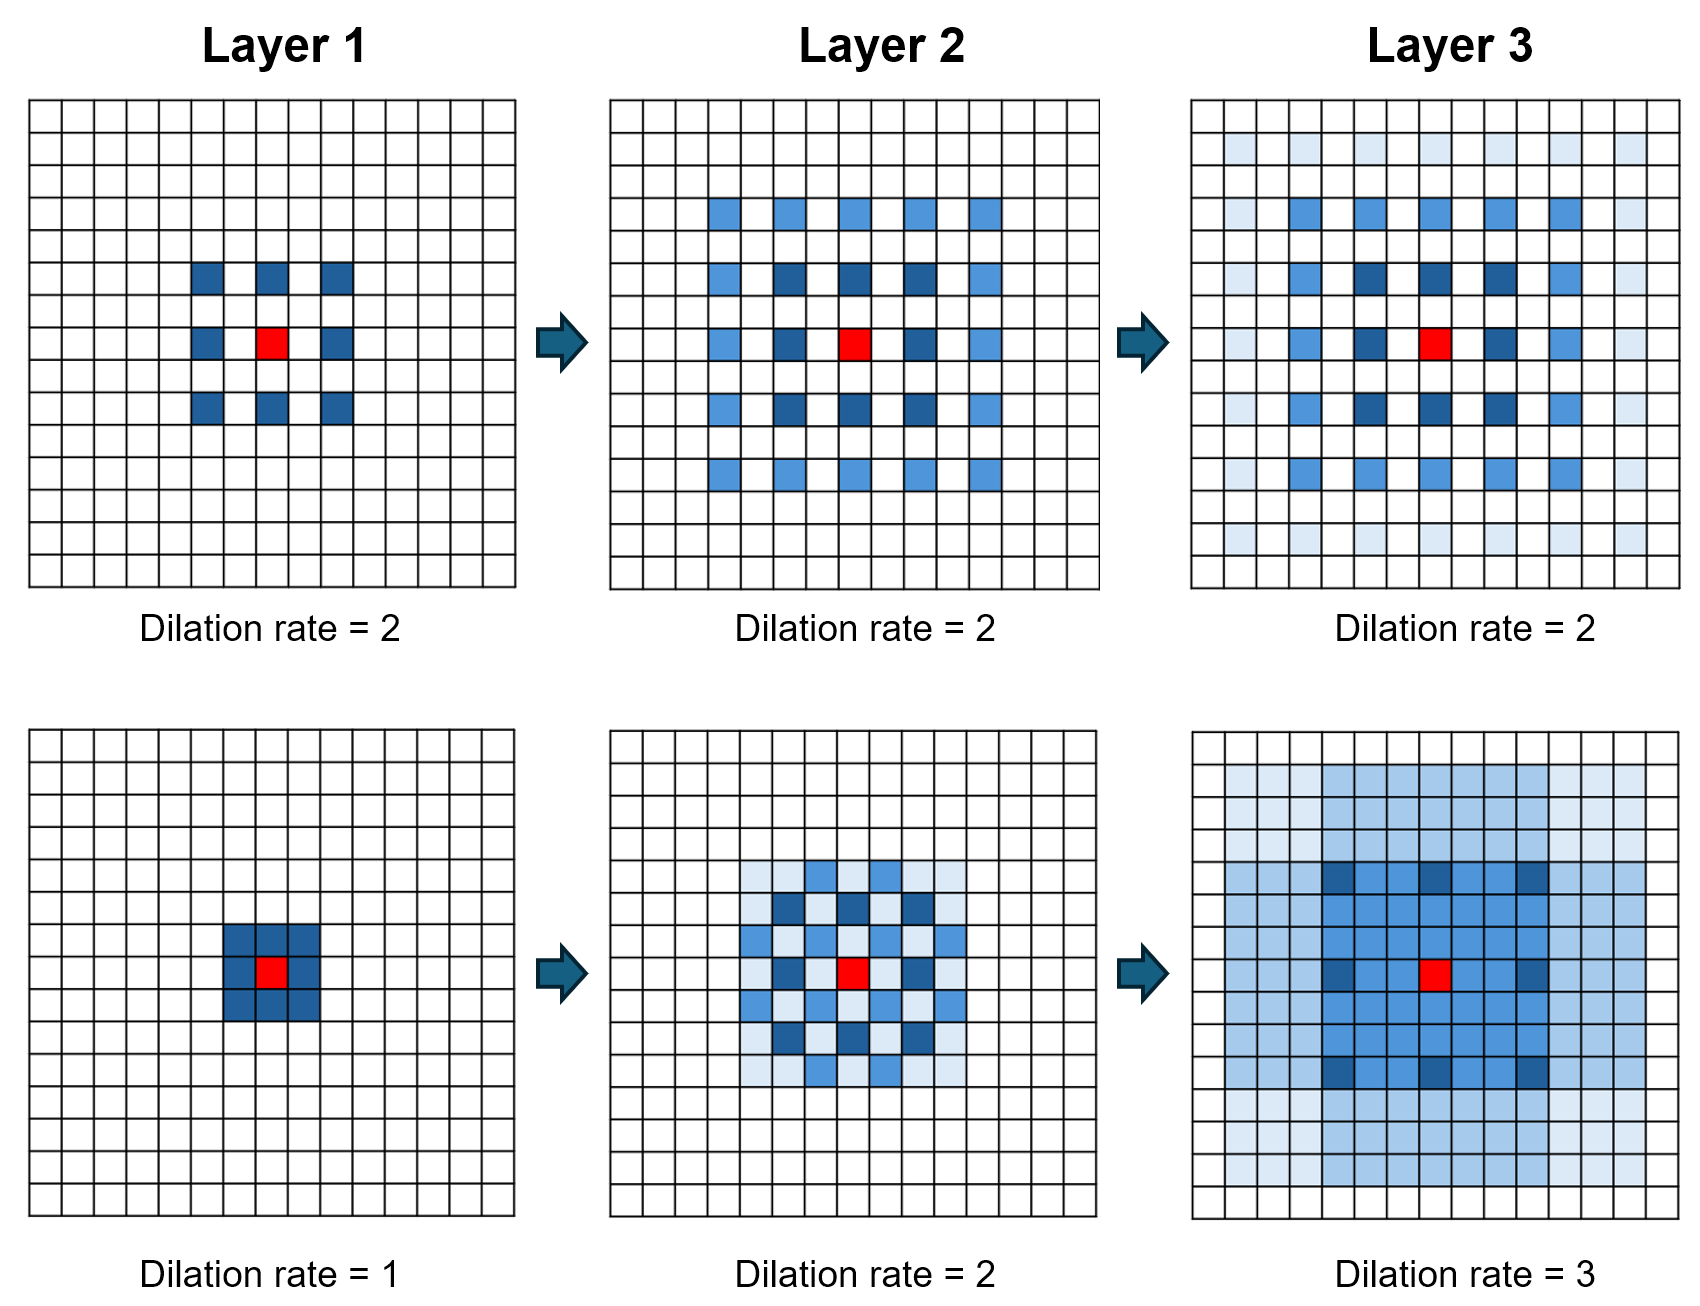 Layer 1
Layer 2
Layer 3
Dilation rate = 2
Dilation rate = 2
Dilation rate = 2
Dilation rate = 1
Dilation rate = 2
Dilation rate = 3